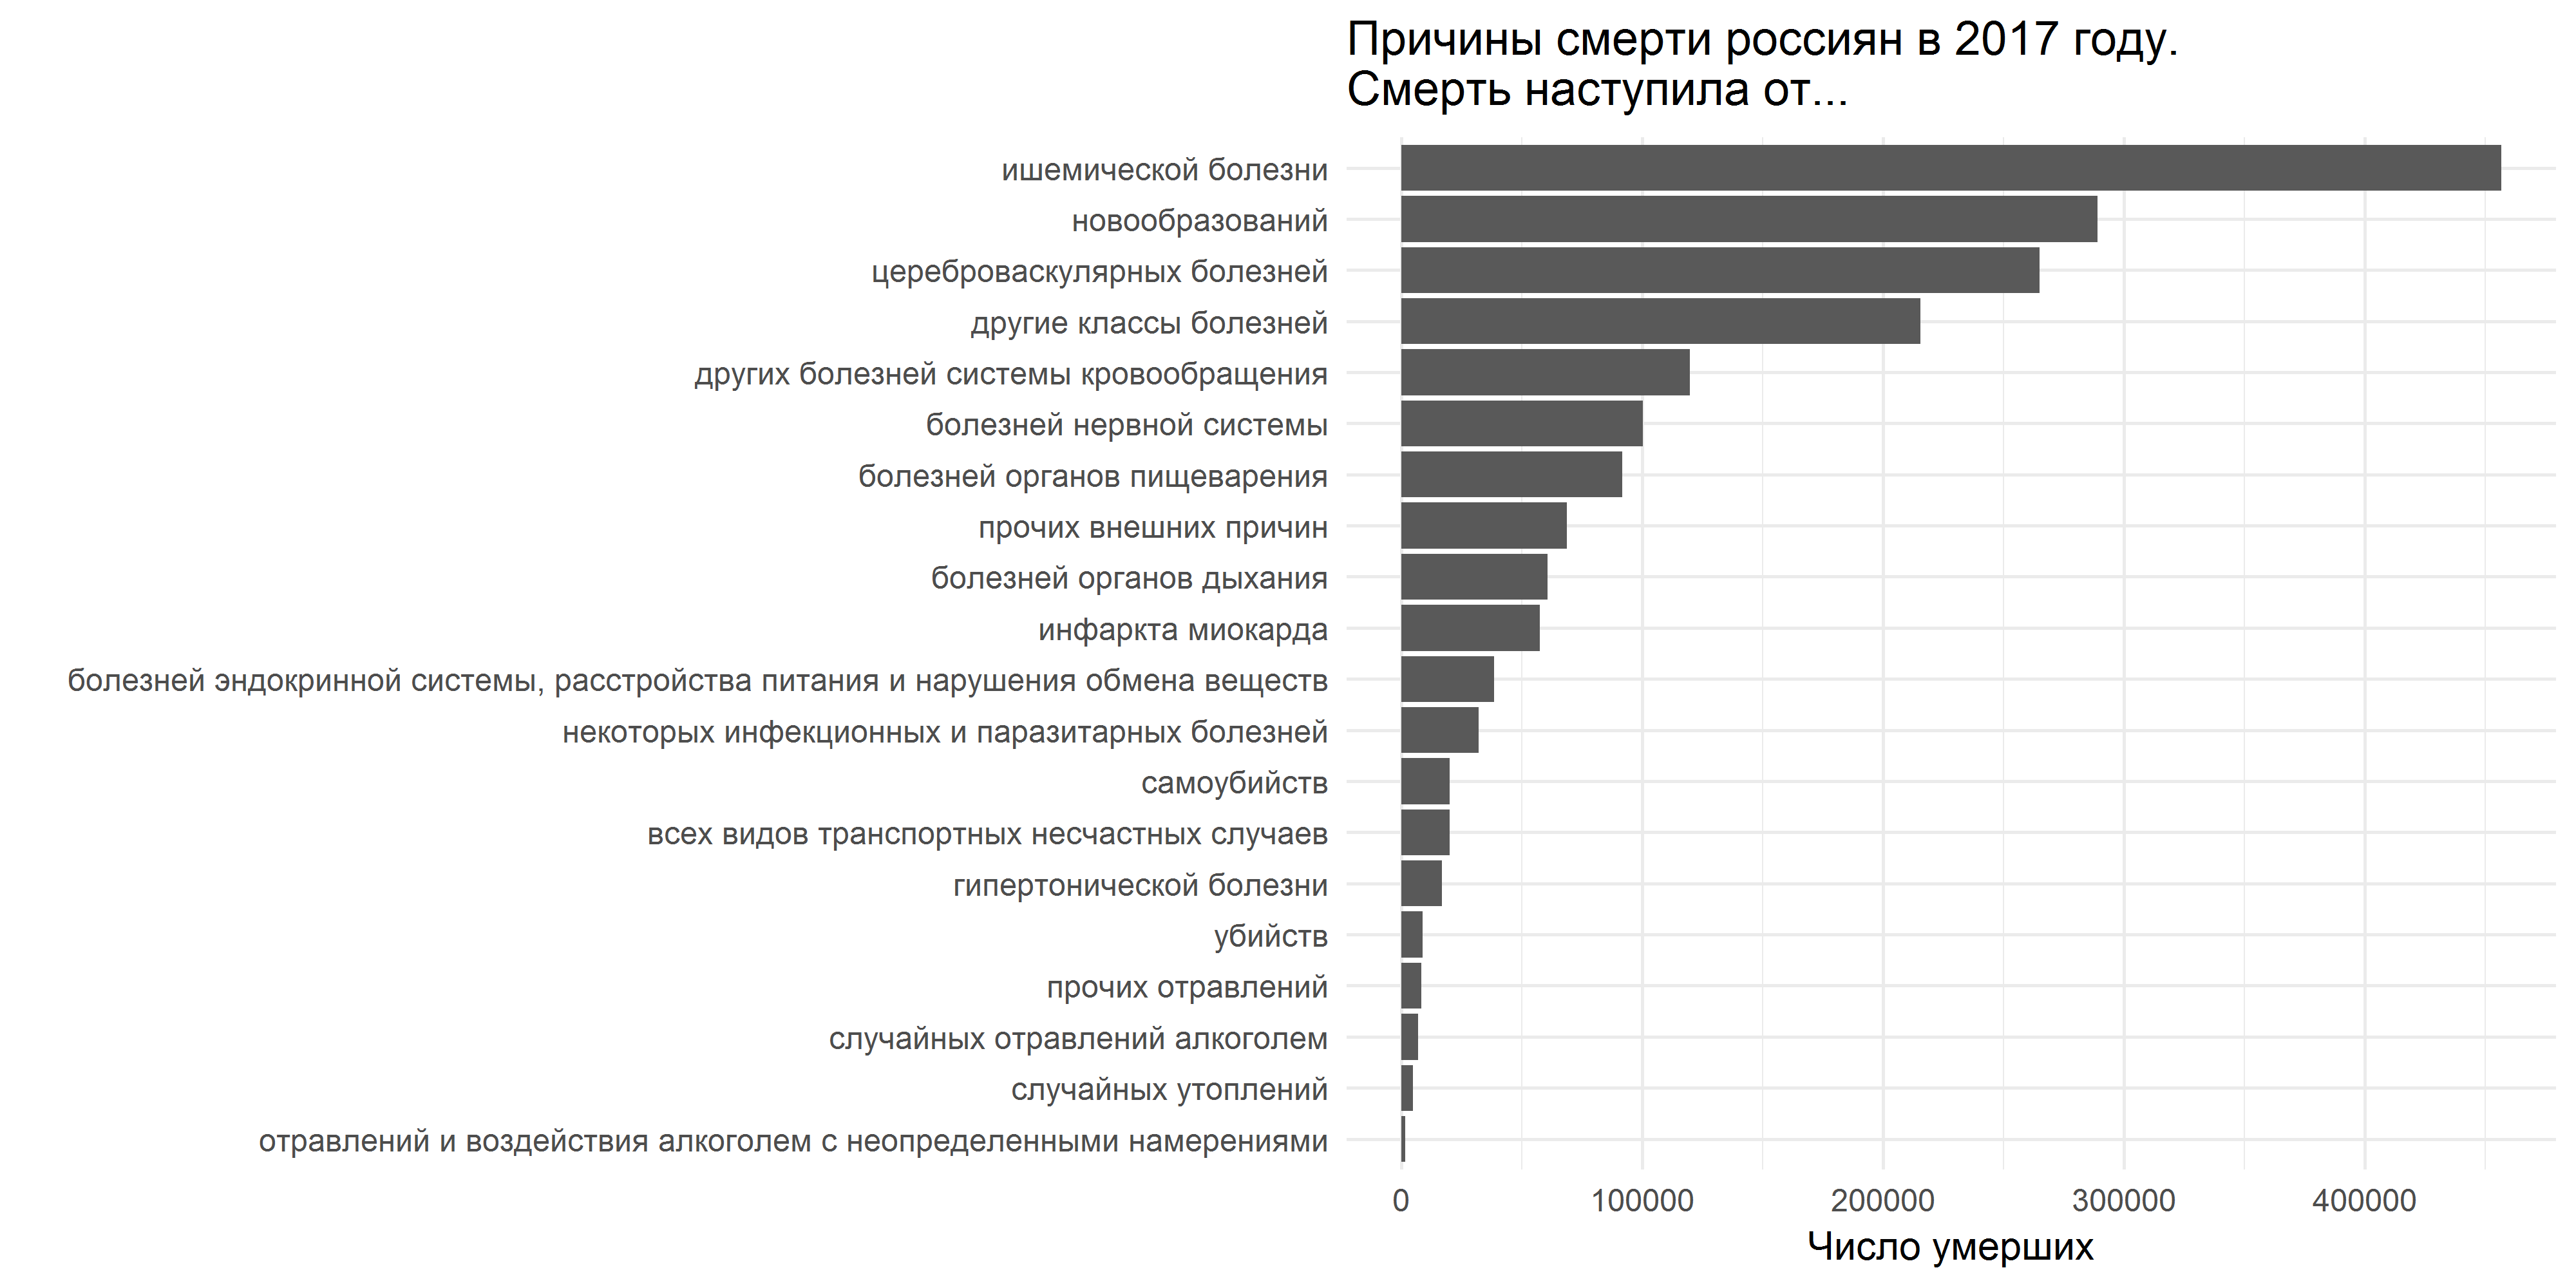 Причины смерти россиян в 2017 году.
Смерть наступила от...
ишемической болезни
новообразований
цереброваскулярных болезней
другие классы болезней
других болезней системы кровообращения
болезней нервной системы
болезней органов пищеварения
прочих внешних причин
болезней органов дыхания
инфаркта миокарда
болезней эндокринной системы, расстройства питания и нарушения обмена веществ
некоторых инфекционных и паразитарных болезней
самоубийств
всех видов транспортных несчастных случаев
гипертонической болезни
убийств
прочих отравлений
случайных отравлений алкоголем
случайных утоплений
отравлений и воздействия алкоголем с неопределенными намерениями
0 100000 200000 300000 400000
Число умерших